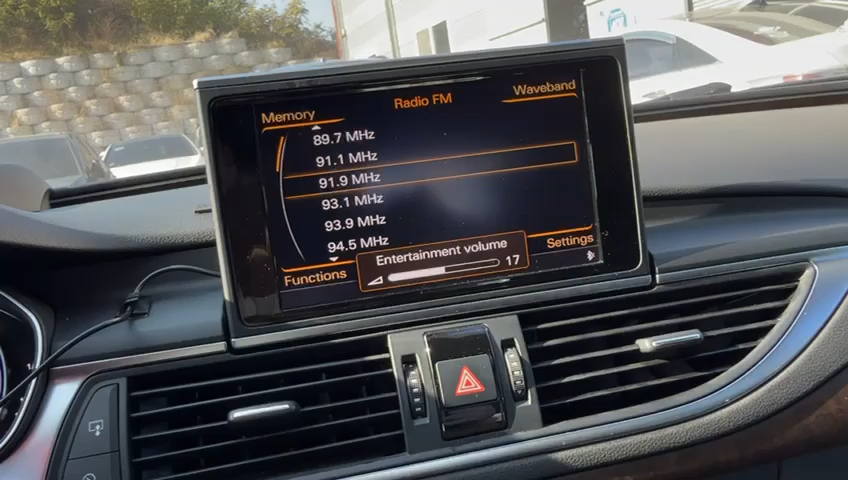 Memory
Radio FM
Waveband
89.7 MHz
91.1 MHz
91.9 MHz
93.1 MHz
93.9 MHz
94.5 MHz
Entertainment volume
17
Functions
Settings